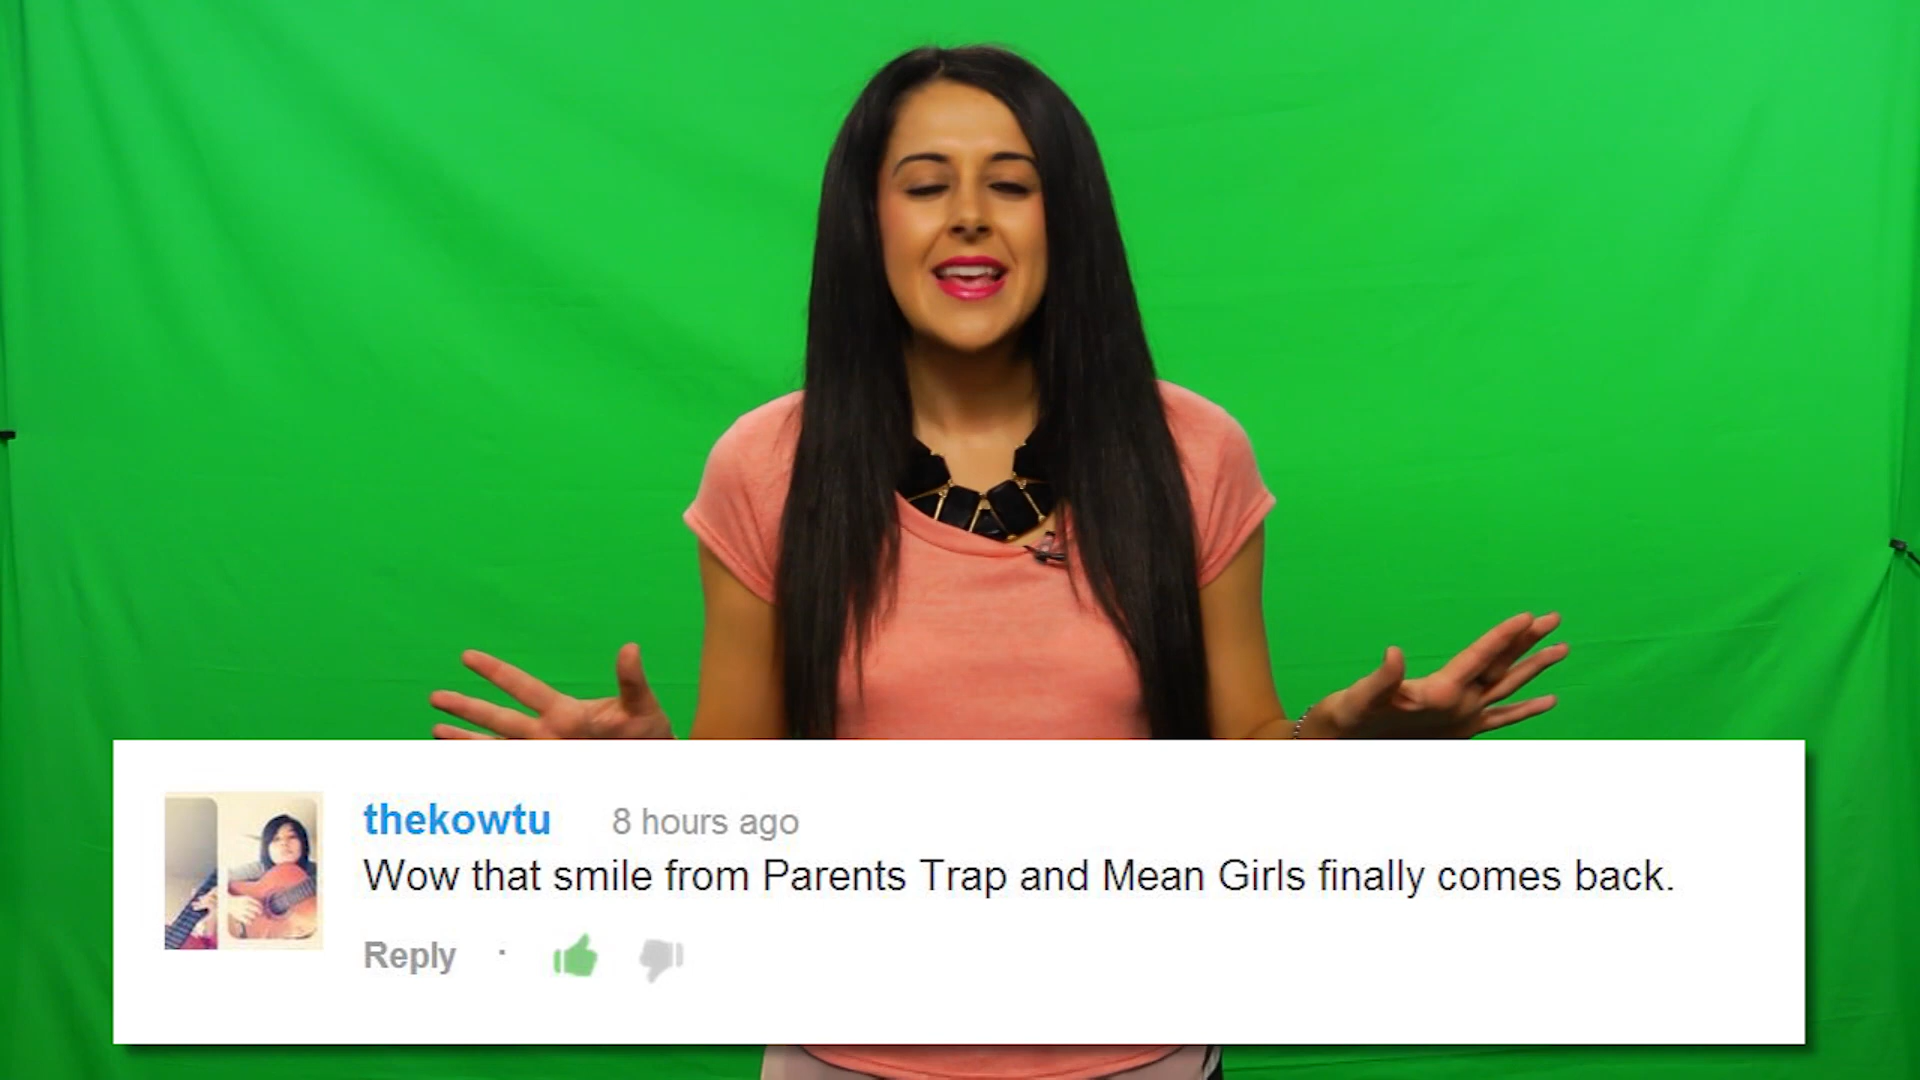 thekowtu 8 hours ago
Wow that smile from Parents Trap and Mean Girls finally comes back.
Reply ·